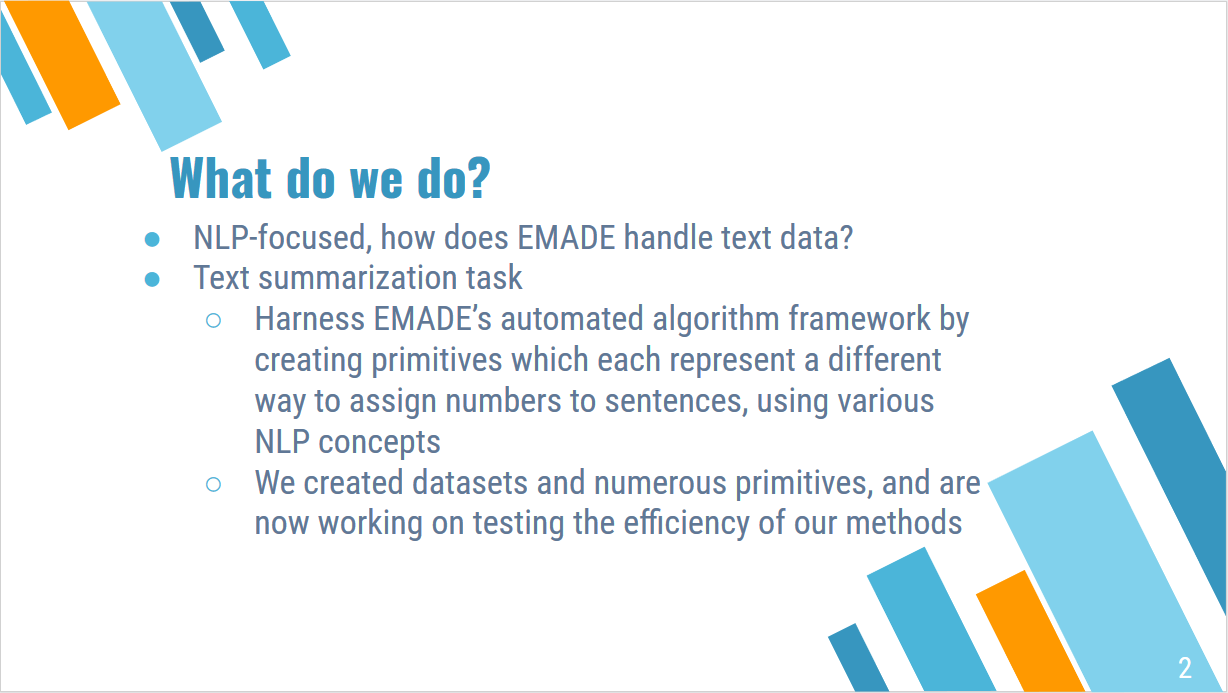 What do we do?
● NLP-focused, how does EMADE handle text data?
● Text summarization task
○ Harness EMADE’s automated algorithm framework by
creating primitives which each represent a different
way to assign numbers to sentences, using various
NLP concepts
○ We created datasets and numerous primitives, and are
now working on testing the efficiency of our methods
2